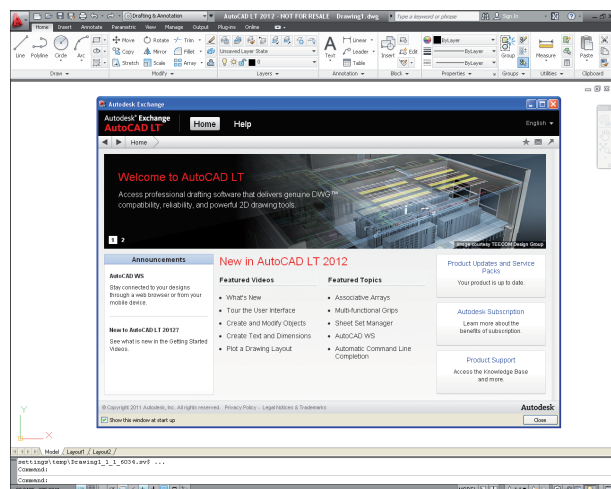 Drafting & Annotation
AutoCAD LT 2012 - NOT FOR RESALE Drawing1.dwg
Type a keyword or phrase
Sign In
Home Insert Annotate Parametric View Manage Output Plug-ins Online
Line Polyline Circle Arc
Move Rotate Trim
Copy Mirror Fillet
Stretch Scale Array
Unsaved Layer State
0
Text
Linear
Leader
Table
Insert
Edit
ByLayer
ByLayer
ByLayer
Group
Measure
Paste
Draw Modify Layers Annotation Block Properties Groups Utilities Clipboard
Autodesk Exchange
Autodesk® Exchange
AutoCAD LT®
Home Help
English
Home
Welcome to AutoCAD LT
Access professional drafting software that delivers genuine DWG™
compatibility, reliability, and powerful 2D drawing tools.
1 2
Image courtesy TEECOM Design Group
Announcements
AutoCAD WS
Stay connected to your designs
through a web browser or from your
mobile device.
New to AutoCAD LT 2012?
See what is new in the Getting Started
Videos.
New in AutoCAD LT 2012
Featured Videos
• What's New
• Tour the User Interface
• Create and Modify Objects
• Create Text and Dimensions
• Plot a Drawing Layout
Featured Topics
• Associative Arrays
• Multi-functional Grips
• Sheet Set Manager
• AutoCAD WS
• Automatic Command Line
Completion
Product Updates and Service
Packs
Your product is up to date.
Autodesk Subscription
Learn more about the
benefits of subscription.
Product Support
Access the Knowledge Base
and more.
© Copyright 2011 Autodesk, Inc. All rights reserved. Privacy Policy - Legal Notices & Trademarks
Autodesk
Show this window at start up
Close
Y
X
Model Layout1 Layout2
settings\temp\Drawing1_1_1_6034.sv$ ...
Command:
Command: